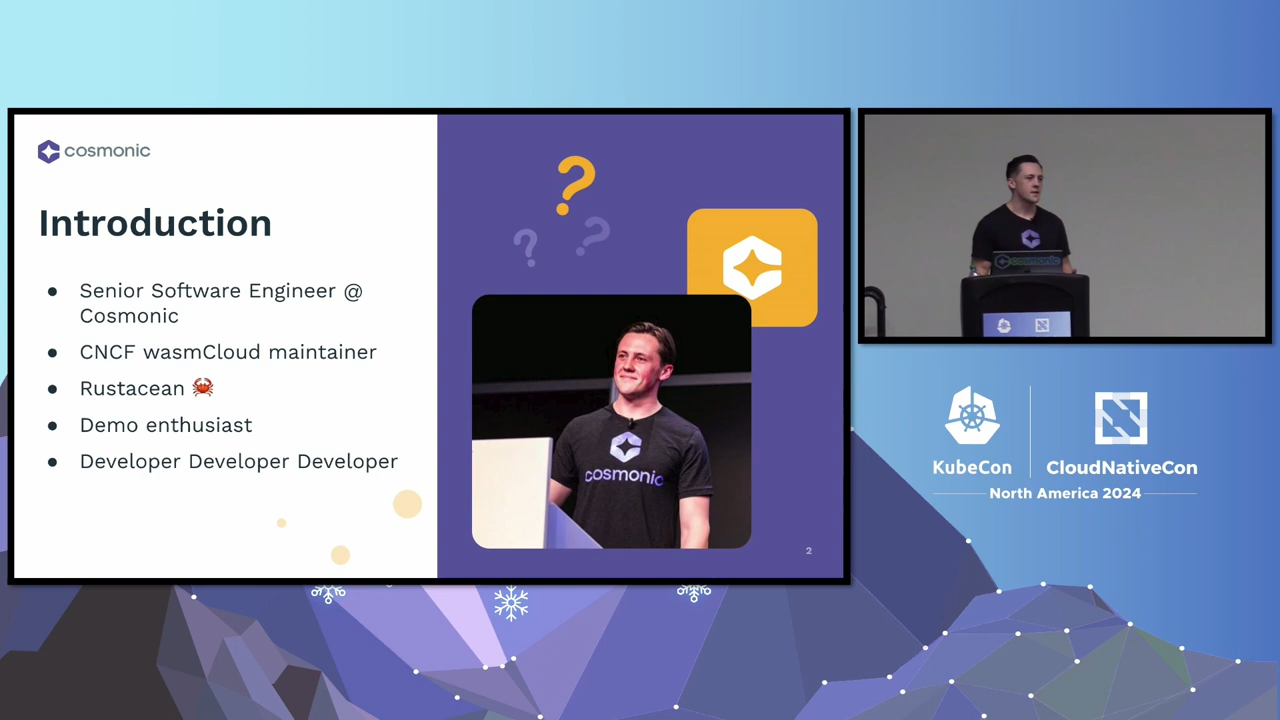 cosmonic
Introduction
● Senior Software Engineer @
Cosmonic
● CNCF wasmCloud maintainer
● Rustacean 🦀
● Demo enthusiast
● Developer Developer Developer
?
? ?
cosmonic
2
cosmonic
KubeCon
CloudNativeCon
North America 2024